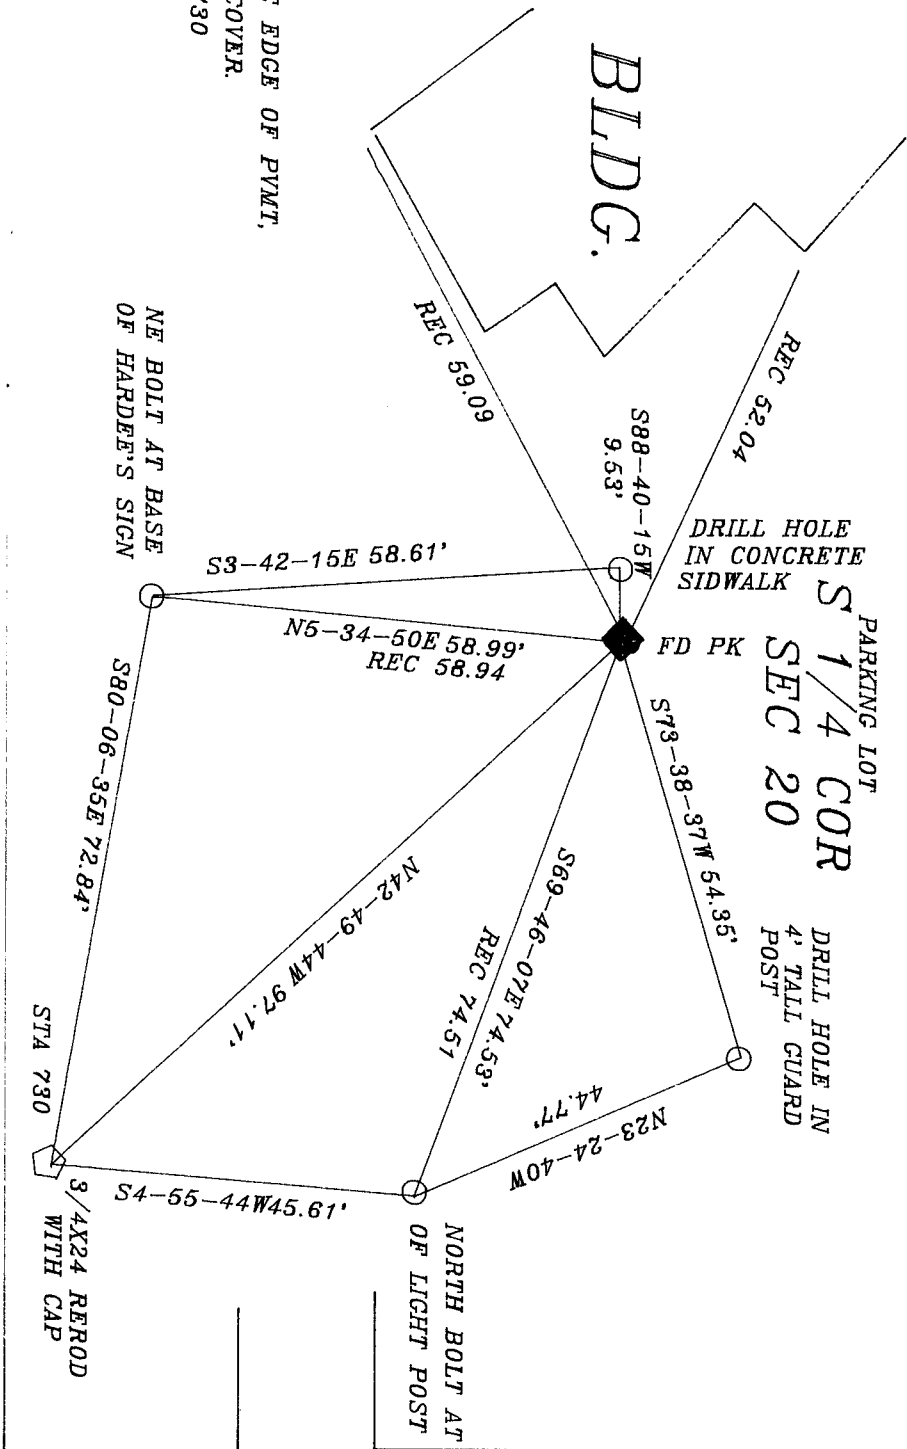 BLDG.
EDGE OF PVMT,
COVER.
REC 59.09
REC 52.04
S88-40-15W
9.53'
DRILL HOLE
IN CONCRETE
SIDWALK
PARKING LOT
S 1/4 COR
SEC 20
FD PK
NE BOLT AT BASE
OF HARDEE'S SIGN
S3-42-15E 58.61'
N5-34-50E 58.99'
REC 58.94
S73-38-37W 54.35'
DRILL HOLE IN
4' TALL GUARD
POST
S80-06-35E 72.84'
N42-49-44W 97.11'
S69-46-07E 74.53'
REC 74.51
N23-24-40W
44.77'
STA 730
S4-55-44W45.61'
3/4X24 REROD
WITH CAP
NORTH BOLT AT
OF LIGHT POST